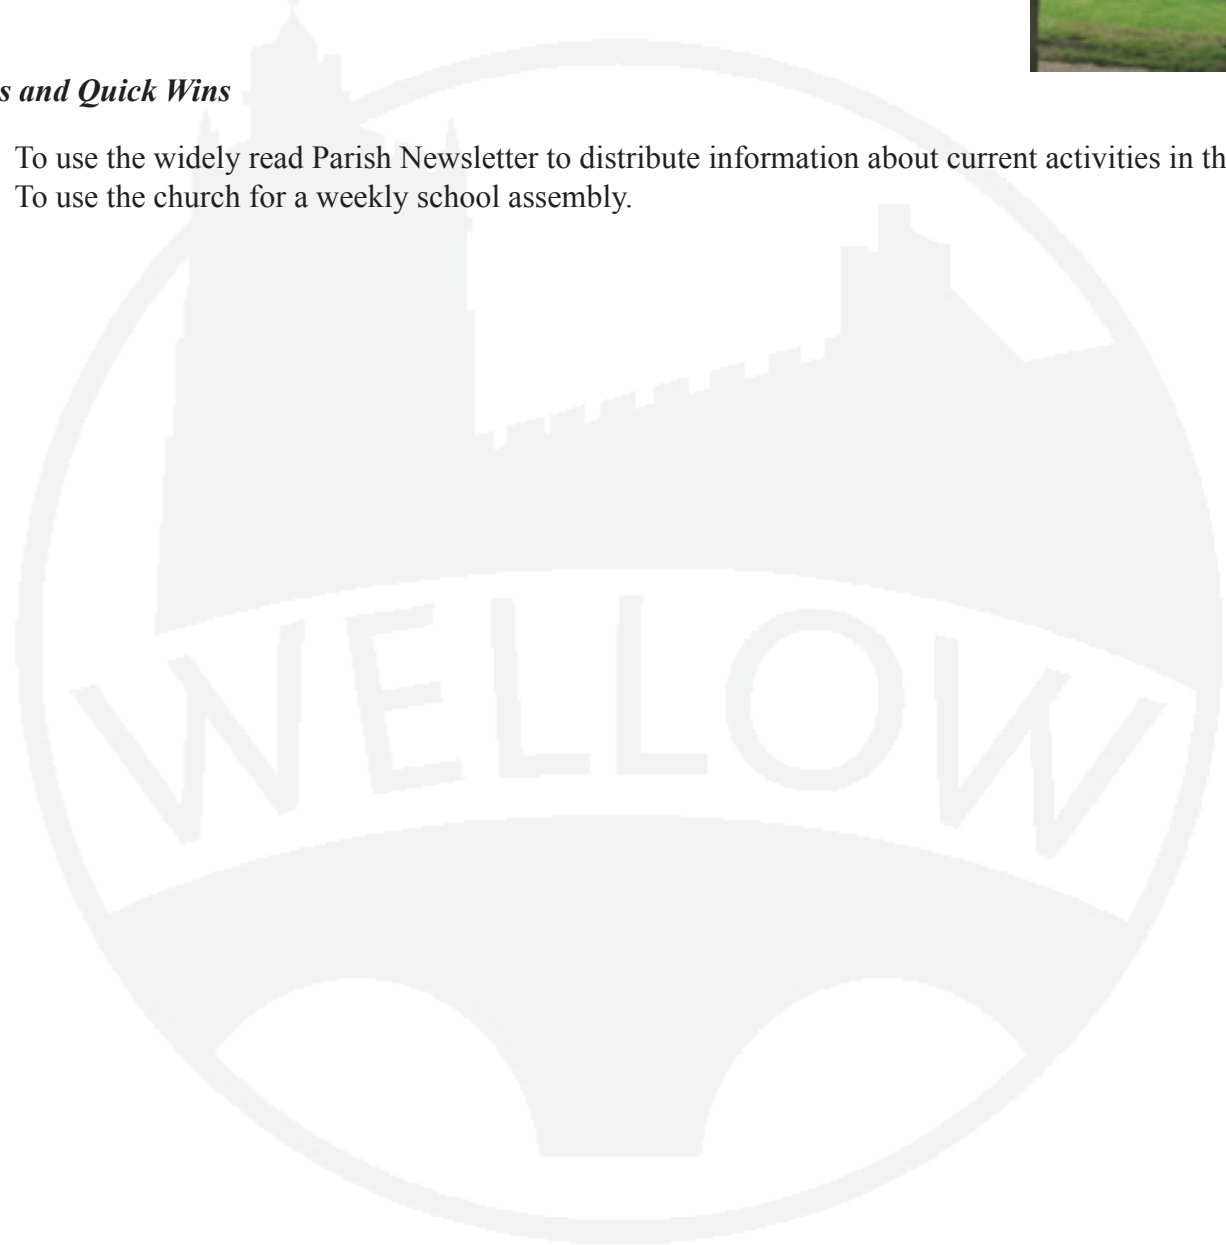 s and Quick Wins
To use the widely read Parish Newsletter to distribute information about current activities in th
To use the church for a weekly school assembly.
WELLOW